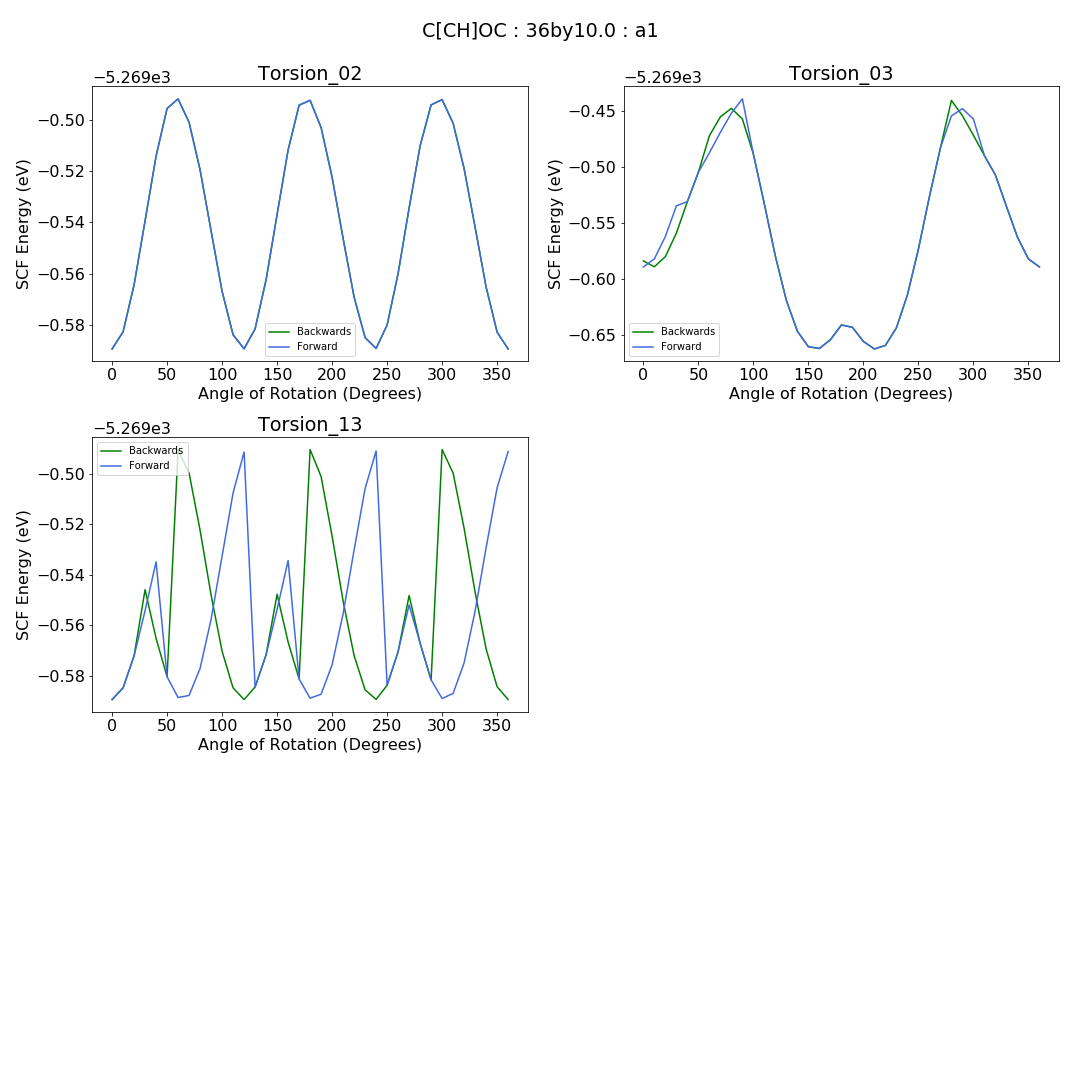 C[CH]OC : 36by10.0 : a1
−5.269e3
Torsion_02
SCF Energy (eV)
−0.50
−0.52
−0.54
−0.56
−0.58
Backwards
Forward
0 50 100 150 200 250 300 350
Angle of Rotation (Degrees)
−5.269e3
Torsion_03
SCF Energy (eV)
−0.45
−0.50
−0.55
−0.60
−0.65
Backwards
Forward
0 50 100 150 200 250 300 350
Angle of Rotation (Degrees)
−5.269e3
Torsion_13
SCF Energy (eV)
Backwards
Forward
−0.50
−0.52
−0.54
−0.56
−0.58
0 50 100 150 200 250 300 350
Angle of Rotation (Degrees)